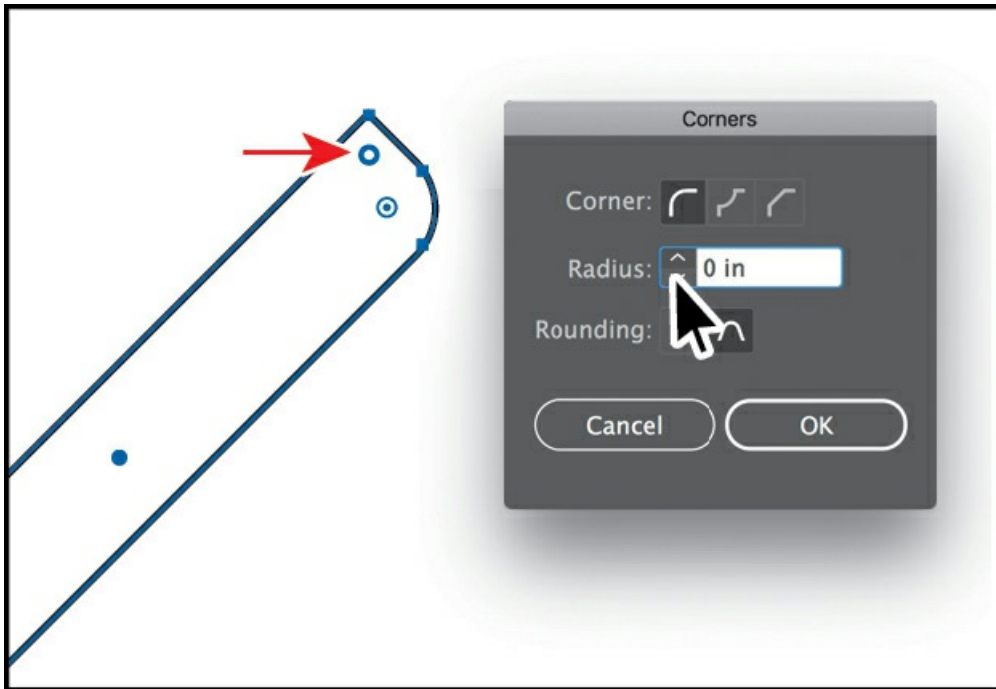 Corners
Corner:
Radius: 0 in
Rounding:
Cancel OK